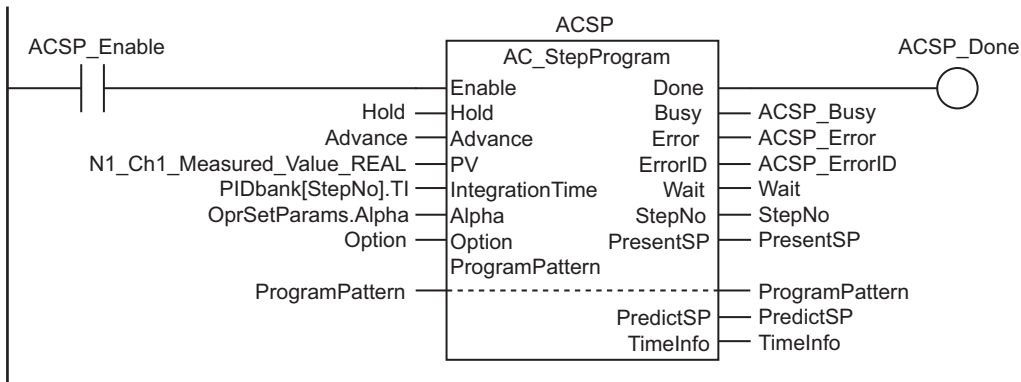 ACSP
ACSP_Enable
ACSP_Done
AC_StepProgram
Enable Done
Hold Hold Busy ACSP_Busy
Advance Advance Error ACSP_Error
N1_Ch1_Measured_Value_REAL PV ErrorID ACSP_ErrorID
PIDbank[StepNo].TI IntegrationTime Wait Wait
OprSetParams.Alpha Alpha StepNo StepNo
Option Option PresentSP PresentSP
ProgramPattern
ProgramPattern ProgramPattern
PredictSP PredictSP
TimeInfo TimeInfo